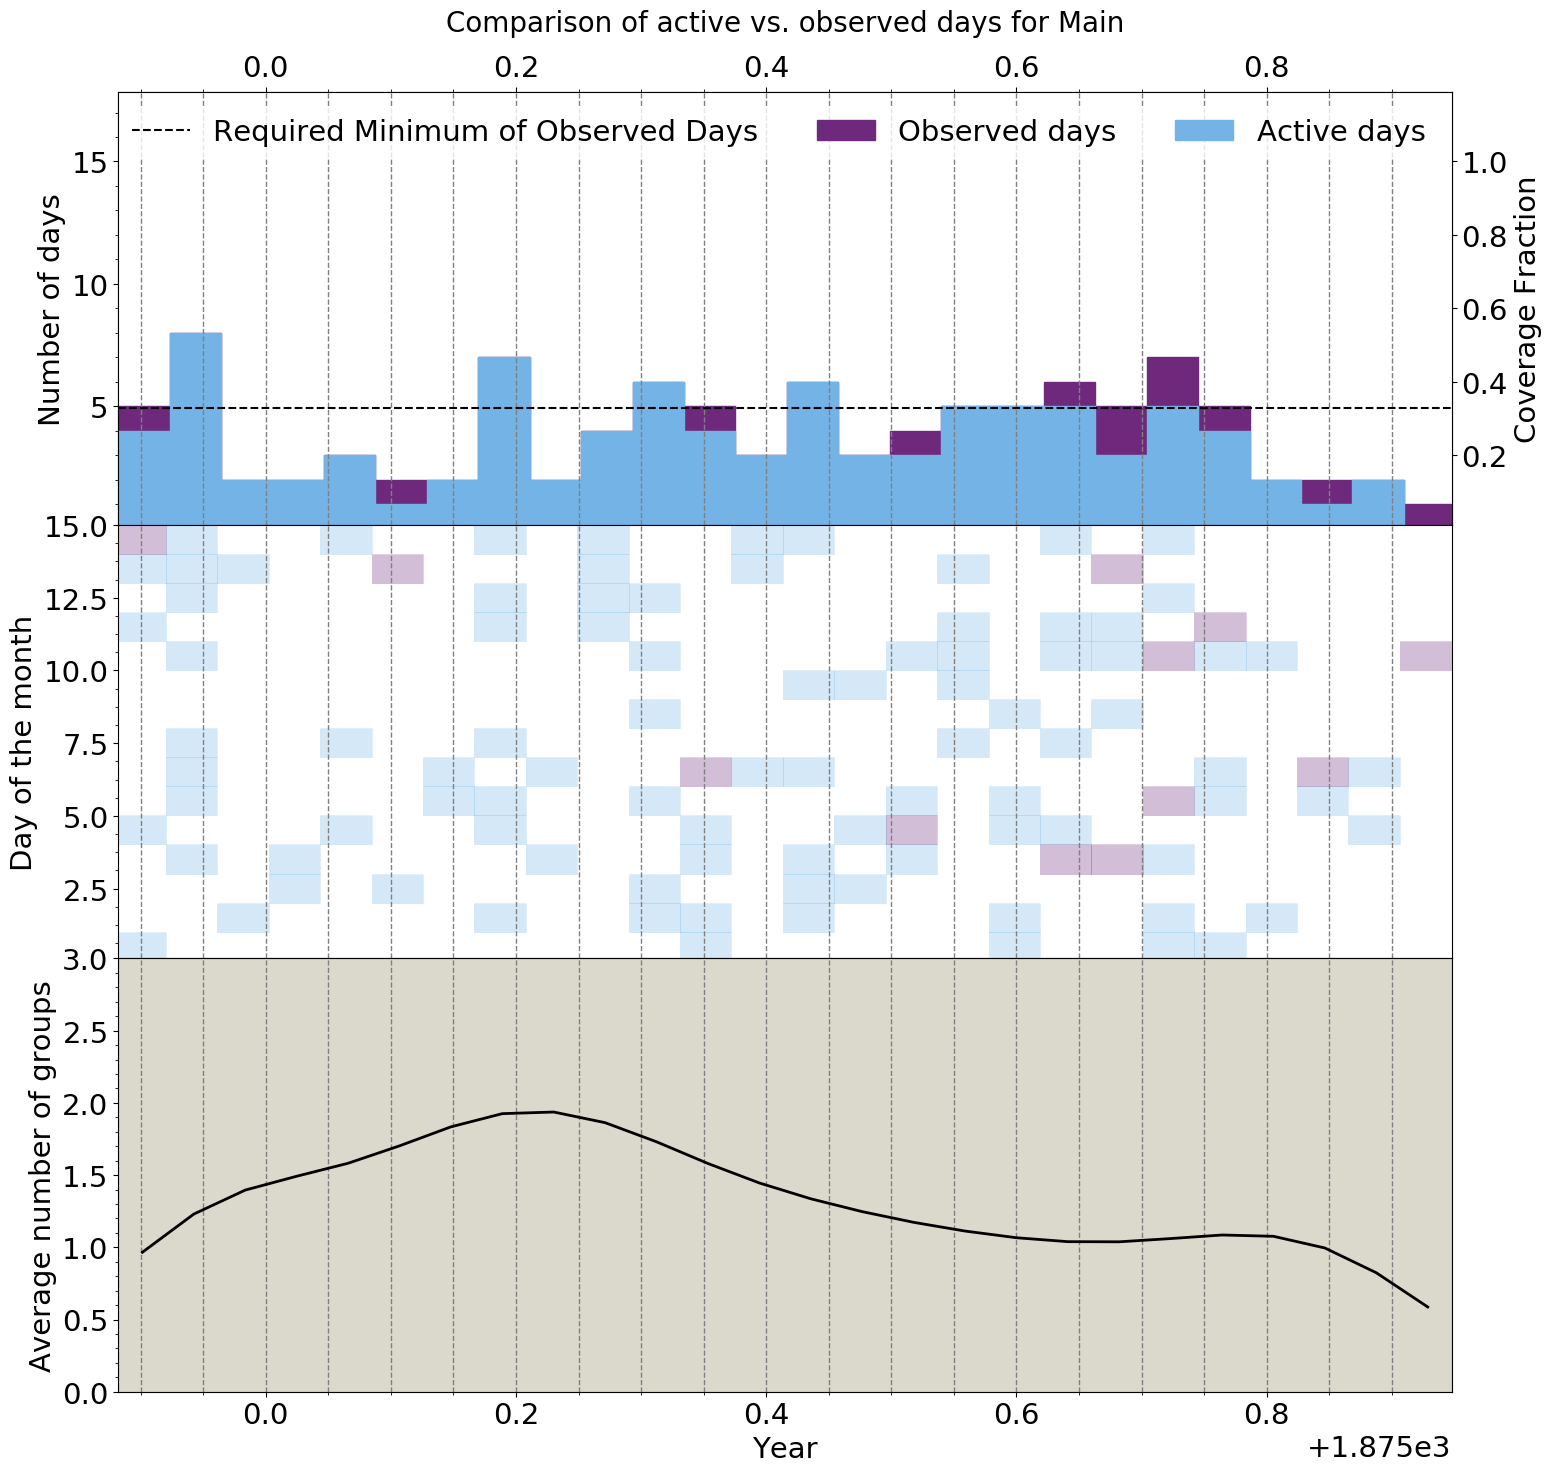 Comparison of active vs. observed days for Main
0.0 0.2 0.4 0.6 0.8
Required Minimum of Observed Days Observed days Active days
Number of days
15
10
5
Coverage Fraction
1.0
0.8
0.6
0.4
0.2
Day of the month
15.0
12.5
10.0
7.5
5.0
2.5
Average number of groups
3.0
2.5
2.0
1.5
1.0
0.5
0.0
0.0 0.2 0.4 0.6 0.8
Year
+1.875e3